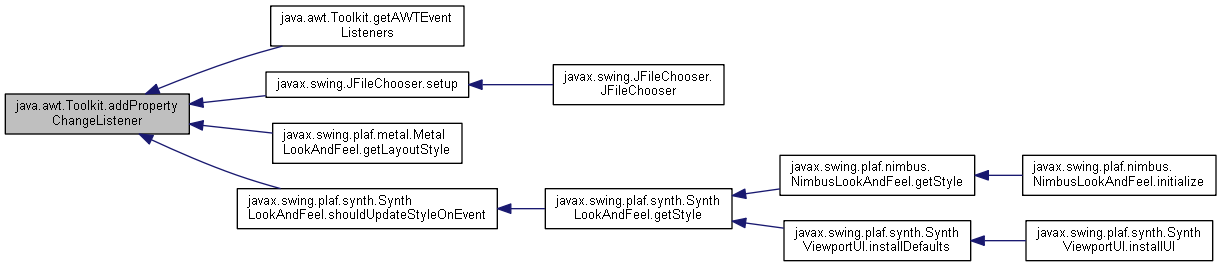 java.awt.Toolkit.getAWTEvent
Listeners
javax.swing.JFileChooser.setup
javax.swing.JFileChooser.
JFileChooser
java.awt.Toolkit.addProperty
ChangeListener
javax.swing.plaf.metal.Metal
LookAndFeel.getLayoutStyle
javax.swing.plaf.synth.Synth
LookAndFeel.shouldUpdateStyleOnEvent
javax.swing.plaf.synth.Synth
LookAndFeel.getStyle
javax.swing.plaf.nimbus.
NimbusLookAndFeel.getStyle
javax.swing.plaf.nimbus.
NimbusLookAndFeel.initialize
javax.swing.plaf.synth.Synth
ViewportUI.installDefaults
javax.swing.plaf.synth.Synth
ViewportUI.installUI